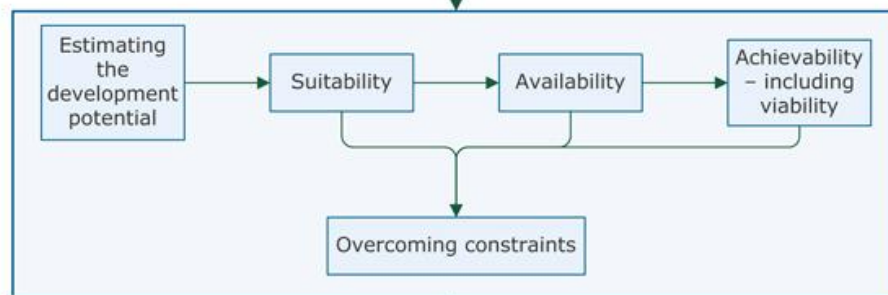 Estimating
the
development
potential
Suitability
Availability
Achievability
– including
viability
Overcoming constraints